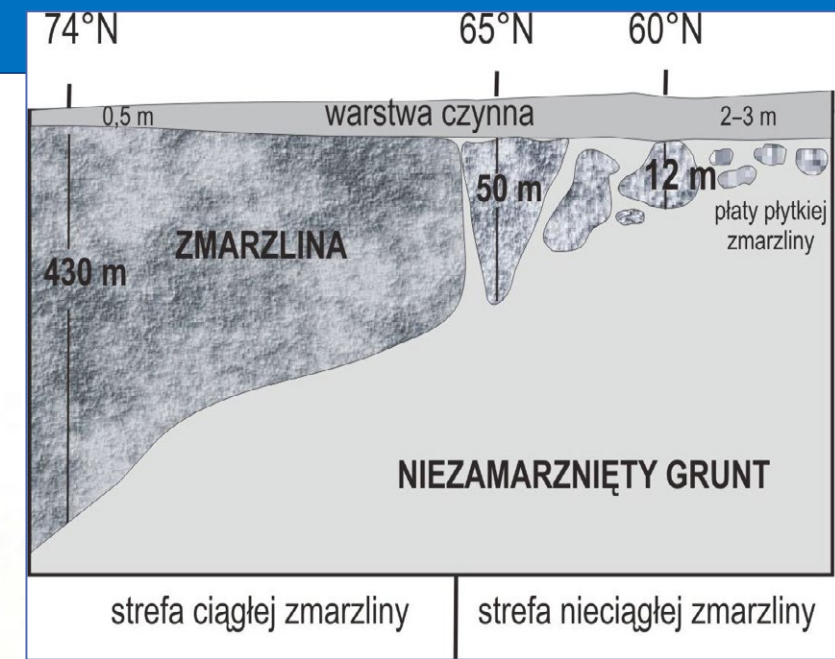 74°N 65°N 60°N
0,5 m warstwa czynna 2–3 m
50 m 12 m
płaty płytkiej
zmarzliny
ZMARZLINA
430 m
NIEZAMARZNIĘTY GRUNT
strefa ciągłej zmarzliny strefa nieciągłej zmarzliny